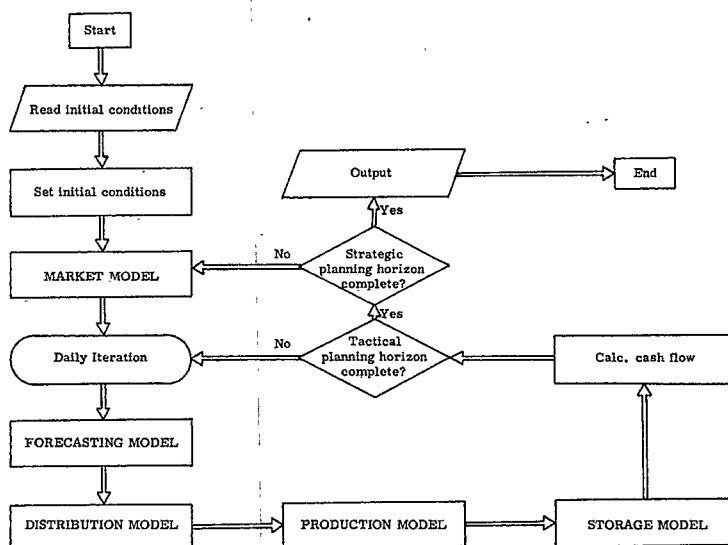 Start
Read initial conditions
Set initial conditions
MARKET MODEL
Daily Iteration
FORECASTING MODEL
DISTRIBUTION MODEL
PRODUCTION MODEL
STORAGE MODEL
Calc. cash flow
Tactical
planning horizon
complete?
No
Yes
Strategic
planning horizon
complete?
No
Yes
Output
End